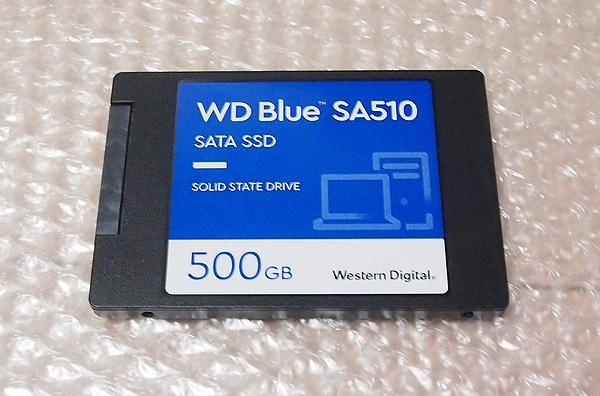 WD Blue™ SA510
SATA SSD
SOLID STATE DRIVE
500GB
Western Digital®